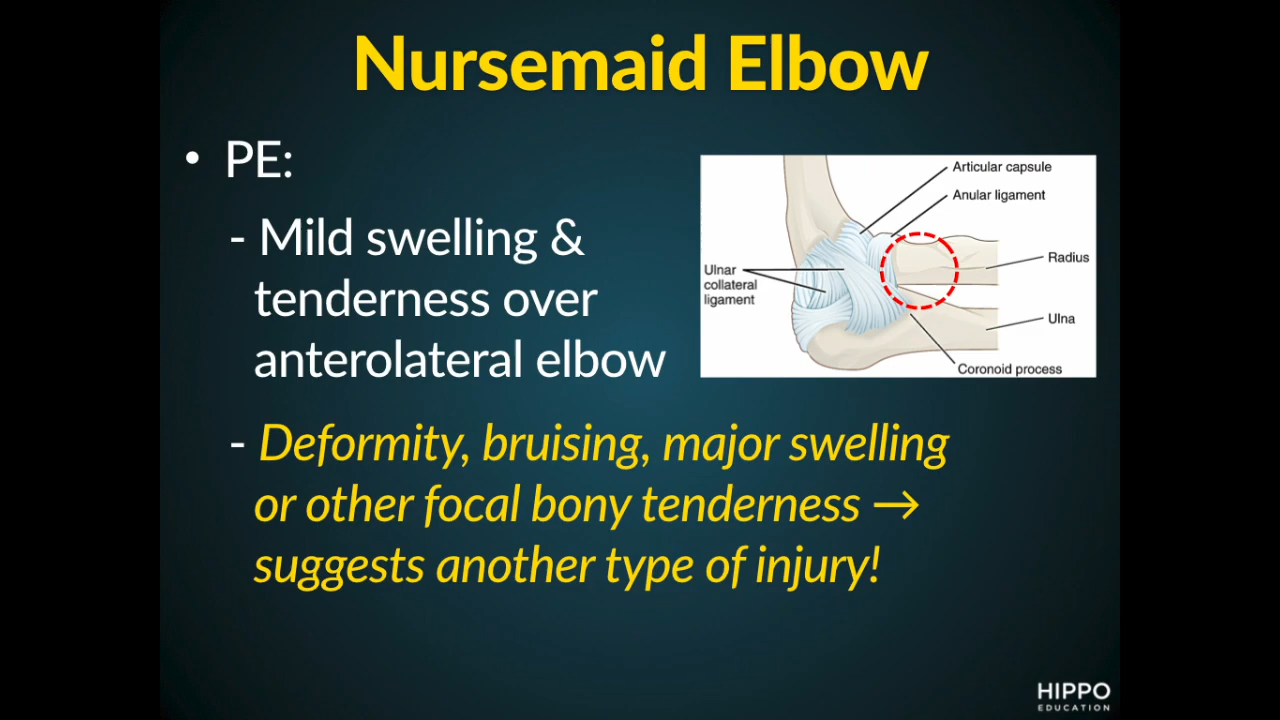 Nursemaid Elbow
• PE:
- Mild swelling &
tenderness over
anterolateral elbow
Articular capsule
Anular ligament
Radius
Ulnar
collateral
ligament
Ulna
Coronoid process
- Deformity, bruising, major swelling
or other focal bony tenderness →
suggests another type of injury!
HIPPO
EDUCATION